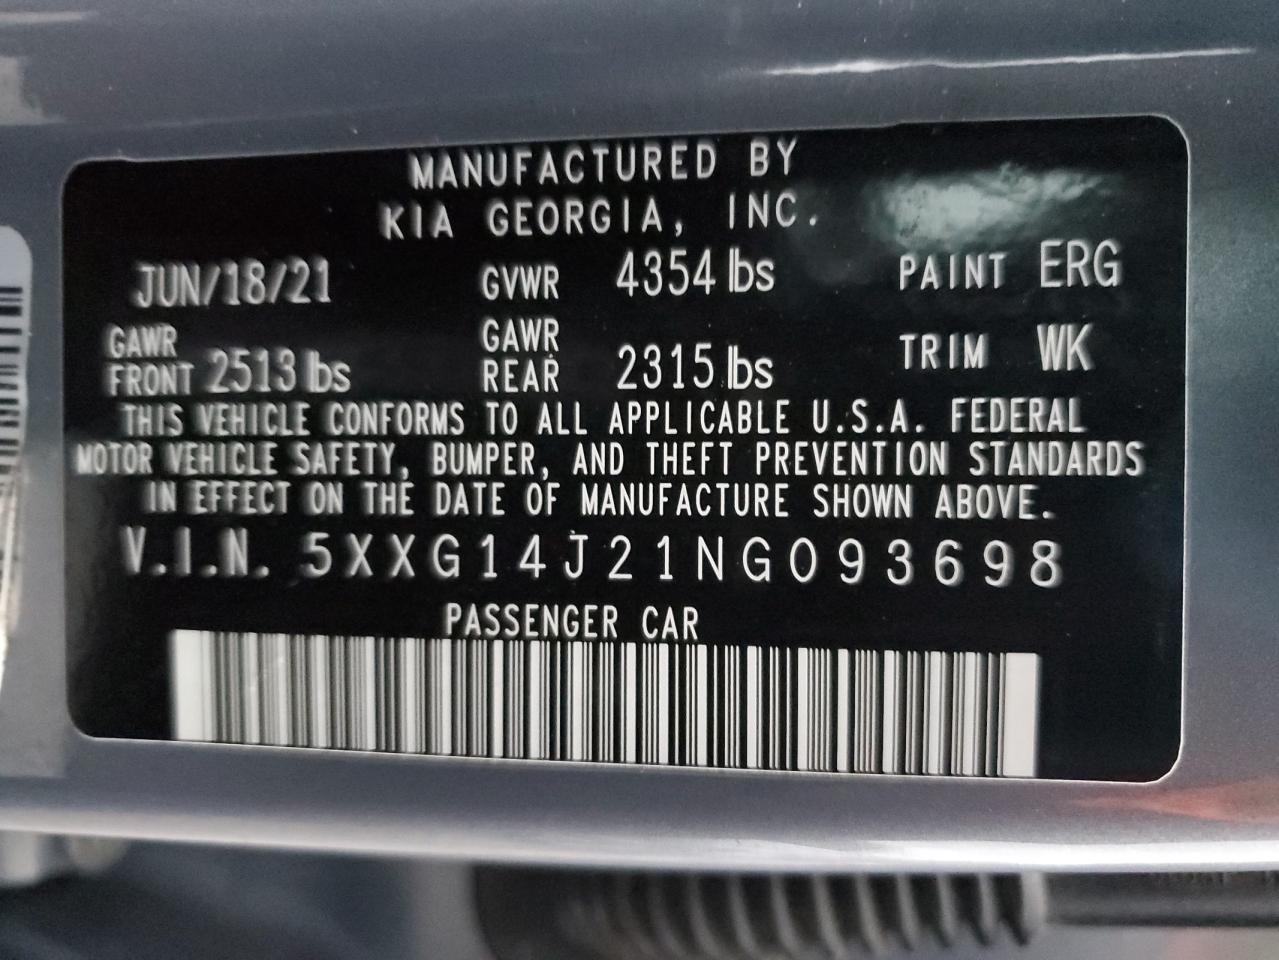 MANUFACTURED BY
KIA GEORGIA, INC.
JUN/18/21 GVWR 4354 lbs PAINT ERG
GAWR FRONT 2513 lbs GAWR REAR 2315 lbs TRIM WK
THIS VEHICLE CONFORMS TO ALL APPLICABLE U.S.A. FEDERAL
MOTOR VEHICLE SAFETY, BUMPER, AND THEFT PREVENTION STANDARDS
IN EFFECT ON THE DATE OF MANUFACTURE SHOWN ABOVE.
V.I.N. 5XXG14J21NG093698
PASSENGER CAR